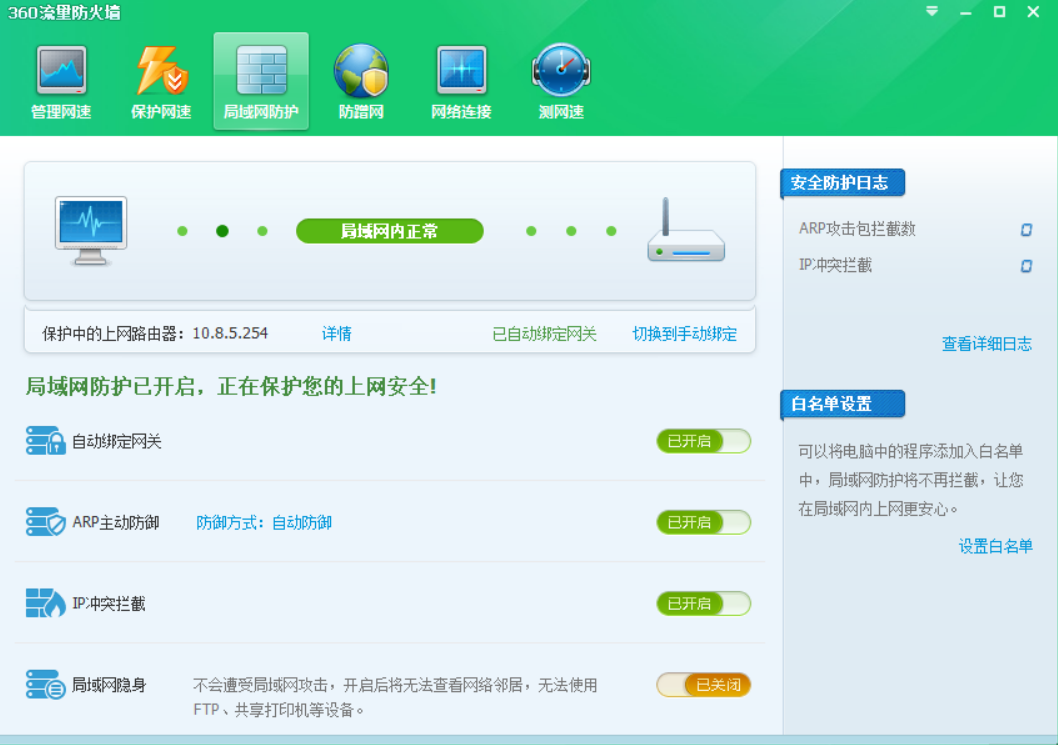 360流量防火墙
管理网速 保护网速 局域网防护 防蹭网 网络连接 测网速
局域网内正常
保护中的上网路由器：10.8.5.254 详情 已自动绑定网关 切换到手动绑定
局域网防护已开启，正在保护您的上网安全!
自动绑定网关 已开启
ARP主动防御 防御方式：自动防御 已开启
IP冲突拦截 已开启
局域网隐身 不会遭受局域网攻击，开启后将无法查看网络邻居，无法使用
FTP、共享打印机等设备。 已关闭
安全防护日志
ARP攻击包拦截数 0
IP冲突拦截 0
查看详细日志
白名单设置
可以将电脑中的程序添加入白名单
中，局域网防护将不再拦截，让您
在局域网内上网更安心。
设置白名单